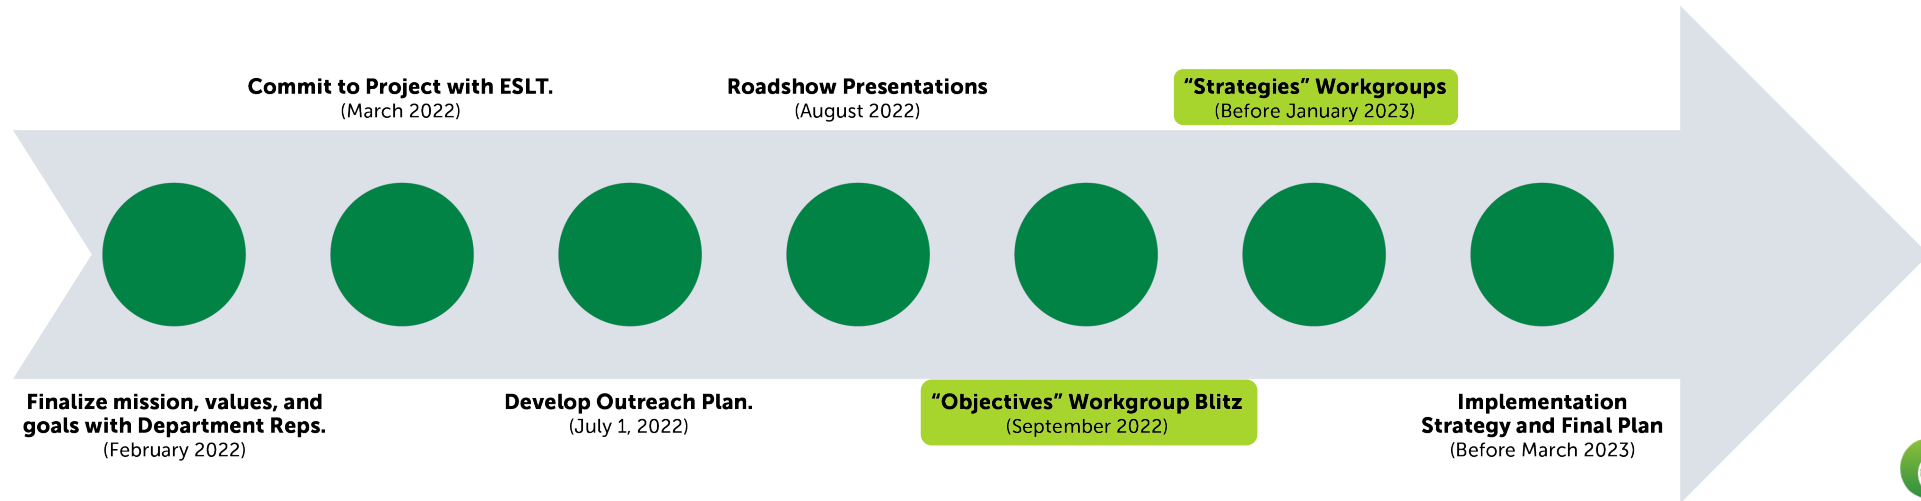 Commit to Project with ESLT.
(March 2022)
Roadshow Presentations
(August 2022)
“Strategies” Workgroups
(Before January 2023)
Finalize mission, values, and
goals with Department Reps.
(February 2022)
Develop Outreach Plan.
(July 1, 2022)
“Objectives” Workgroup Blitz
(September 2022)
Implementation
Strategy and Final Plan
(Before March 2023)